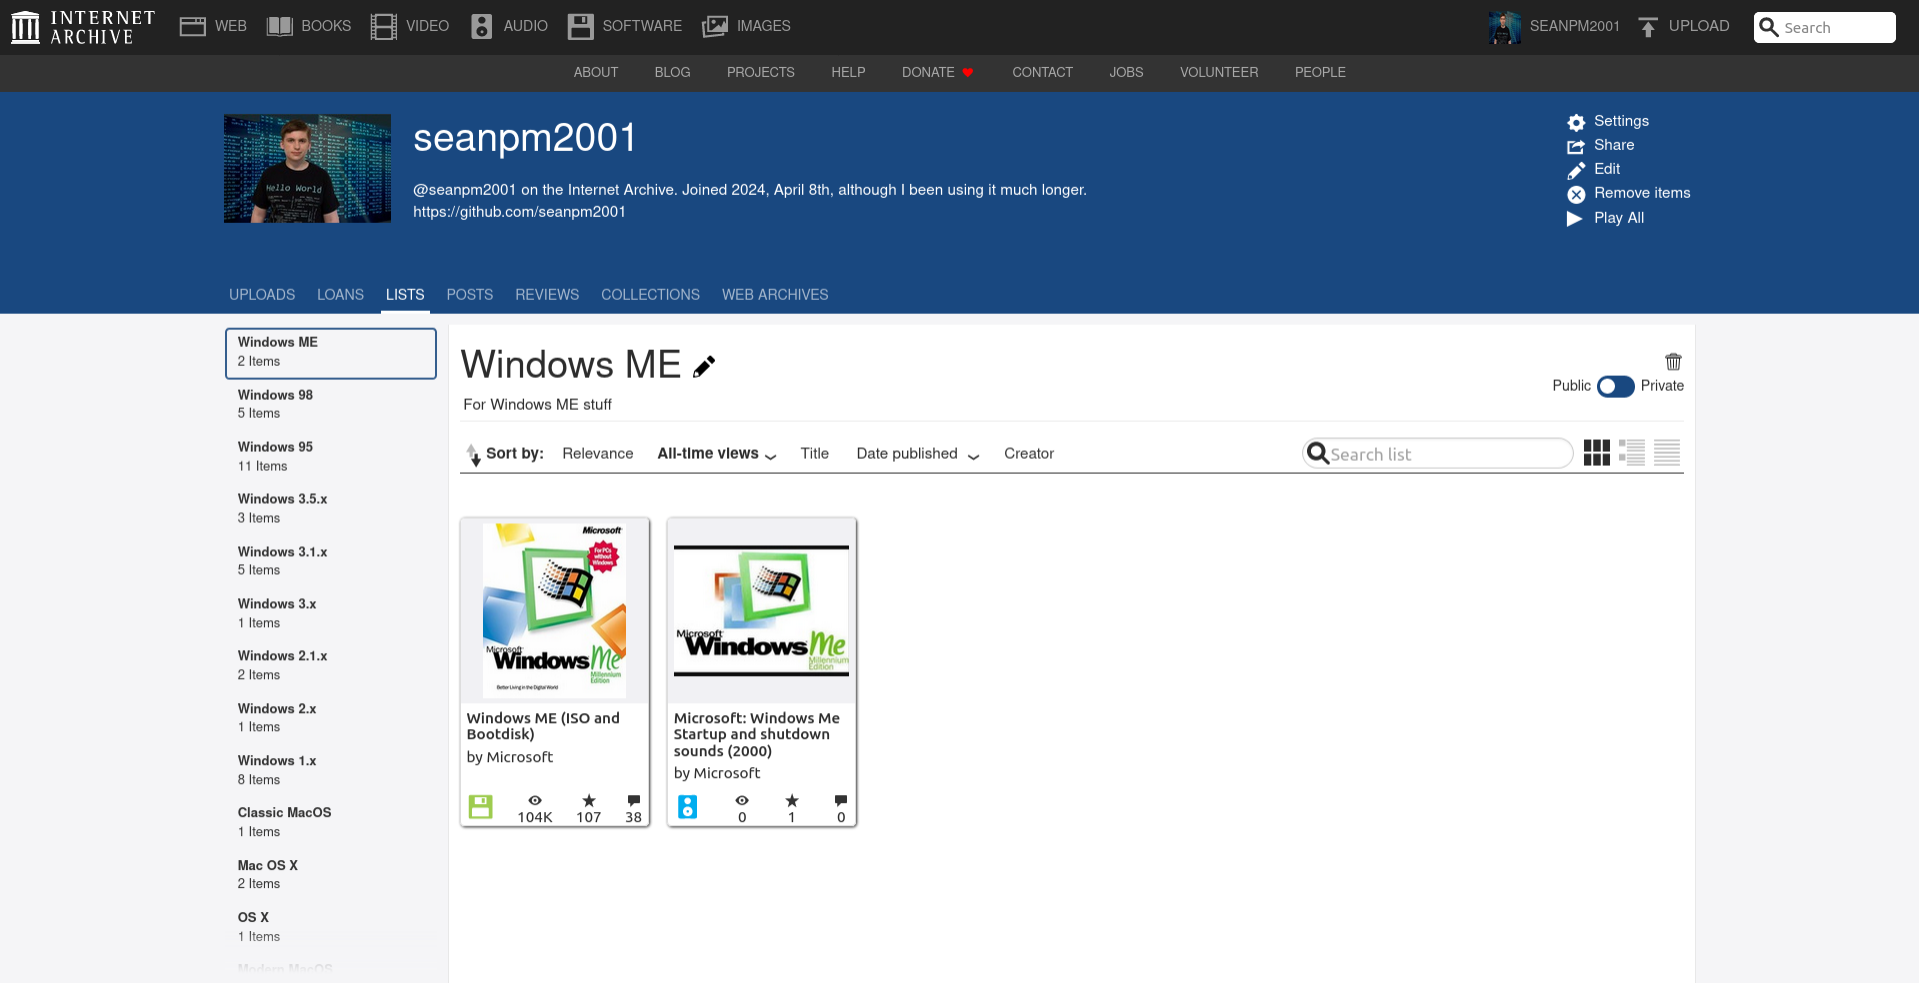 INTERNET
ARCHIVE
WEB
BOOKS
VIDEO
AUDIO
SOFTWARE
IMAGES
SEANPM2001
UPLOAD
Search
ABOUT
BLOG
PROJECTS
HELP
DONATE
CONTACT
JOBS
VOLUNTEER
PEOPLE
Hello World
seanpm2001
@seanpm2001 on the Internet Archive. Joined 2024, April 8th, although I been using it much longer.
https://github.com/seanpm2001
Settings
Share
Edit
Remove items
Play All
UPLOADS
LOANS
LISTS
POSTS
REVIEWS
COLLECTIONS
WEB ARCHIVES
Windows ME
2 Items
Windows 98
5 Items
Windows 95
11 Items
Windows 3.5.x
3 Items
Windows 3.1.x
5 Items
Windows 3.x
1 Items
Windows 2.1.x
2 Items
Windows 2.x
1 Items
Windows 1.x
8 Items
Classic MacOS
1 Items
Mac OS X
2 Items
OS X
1 Items
Modern MacOS
Windows ME
For Windows ME stuff
Public
Private
Sort by:
Relevance
All-time views
Title
Date published
Creator
Search list
Microsoft
For PCs
without
Windows
Microsoft
Windows Me
Millennium
Edition
Better Living in the Digital World
Windows ME (ISO and
Bootdisk)
by Microsoft
104K
107
38
Microsoft
Windows Me
Millennium
Edition
Microsoft: Windows Me
Startup and shutdown
sounds (2000)
by Microsoft
0
1
0